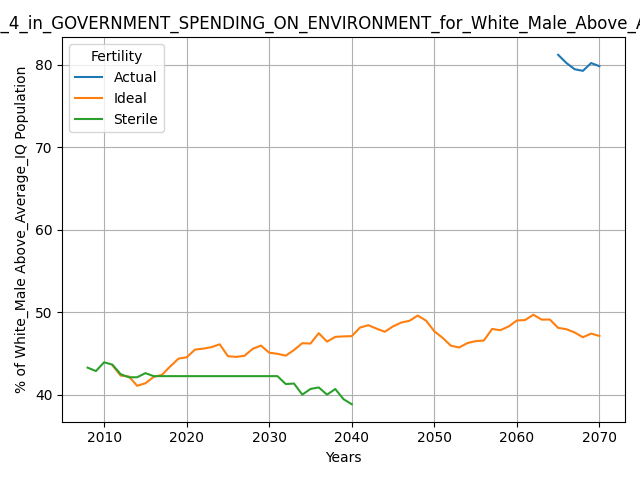 _4_in_GOVERNMENT_SPENDING_ON_ENVIRONMENT_for_White_Male_Above_A
Fertility
Actual
Ideal
Sterile
% of White_Male Above_Average_IQ Population
80
70
60
50
40
2010 2020 2030 2040 2050 2060 2070
Years